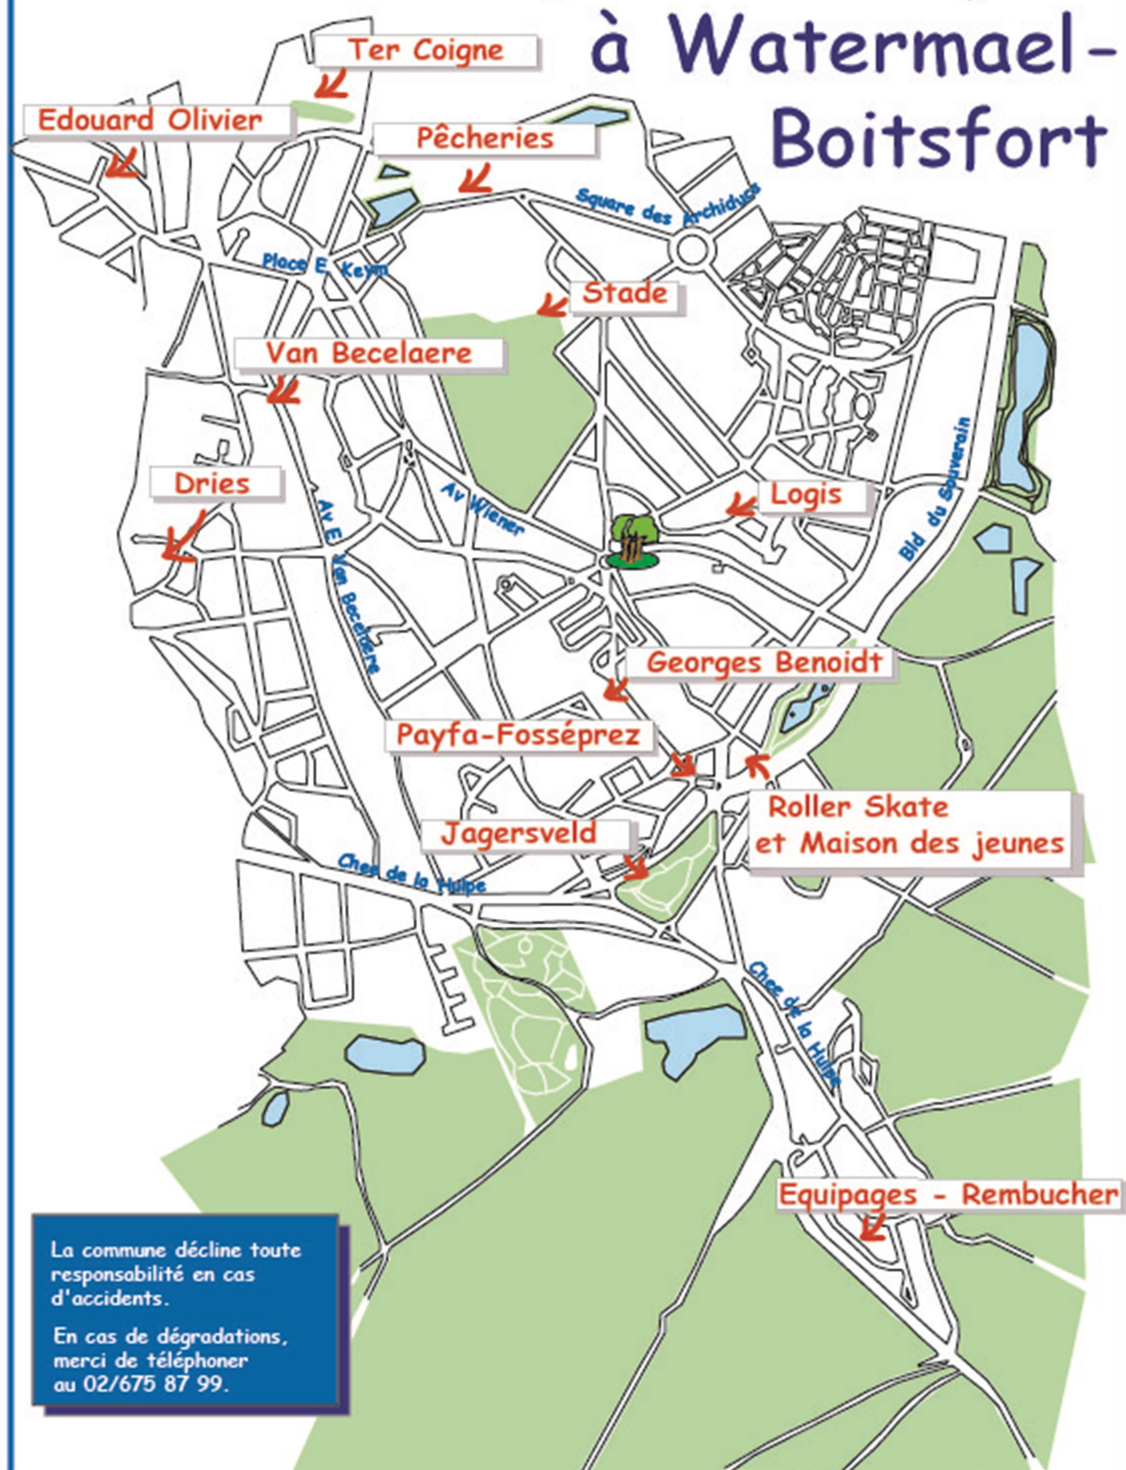 à Watermael-
Boitsfort
Ter Coigne
Edouard Olivier
Pêcheries
Square des Archiducs
Place E. Keym
Stade
Van Becelaere
Dries
Av Wiener
Logis
Bld du Souverain
Av E. Van Becelaere
Georges Benoidt
Payfa-Fosséprez
Roller Skate
et Maison des jeunes
Jagersveld
Chee de la Hulpe
Chee de la Hulpe
Equipages - Rembucher
La commune décline toute
responsabilité en cas
d'accidents.
En cas de dégradations,
merci de téléphoner
au 02/675 87 99.